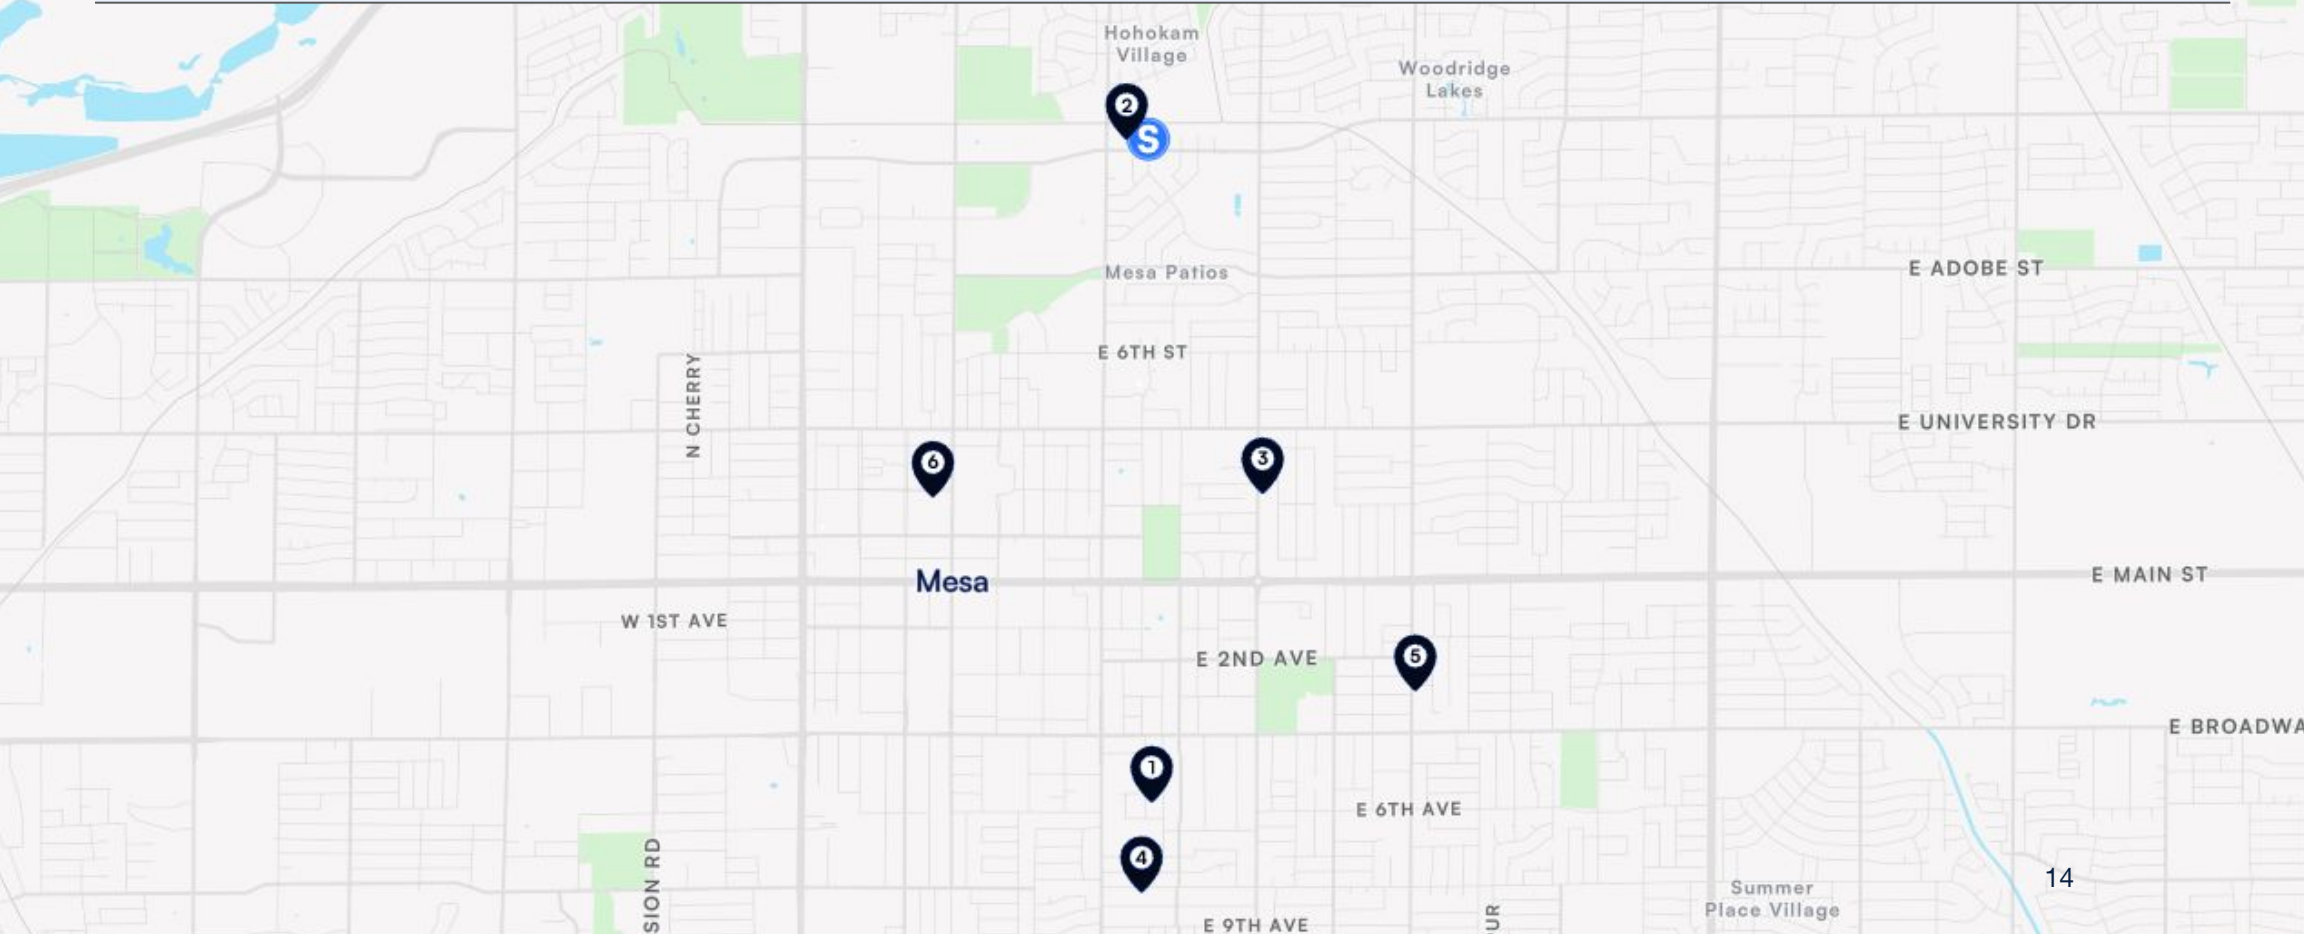 Hohokam
Village
Woodridge
Lakes
2
S
E ADOBE ST
Mesa Patios
E 6TH ST
N CHERRY
E UNIVERSITY DR
6
3
Mesa
E MAIN ST
W 1ST AVE
E 2ND AVE
5
E BROADWA
1
E 6TH AVE
4
SION RD
14
Summer
Place Village
E 9TH AVE
UR